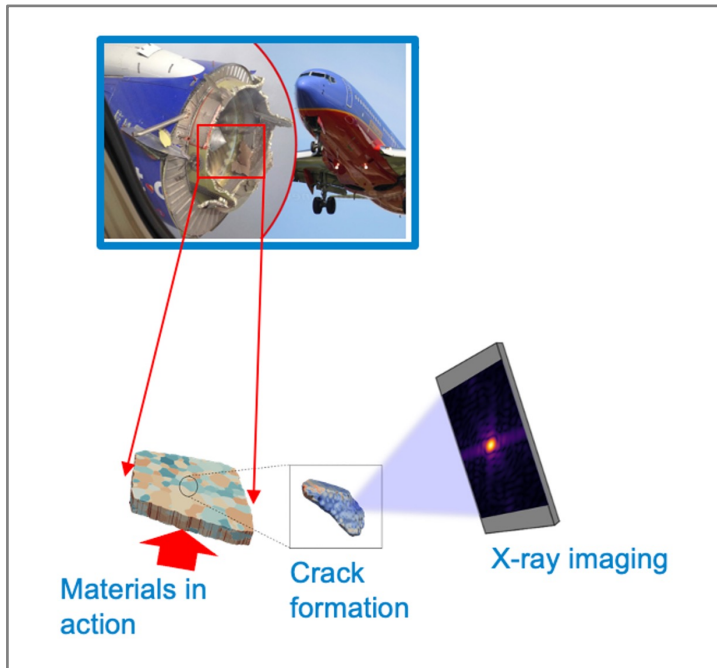 Materials in
action
Crack
formation
X-ray imaging